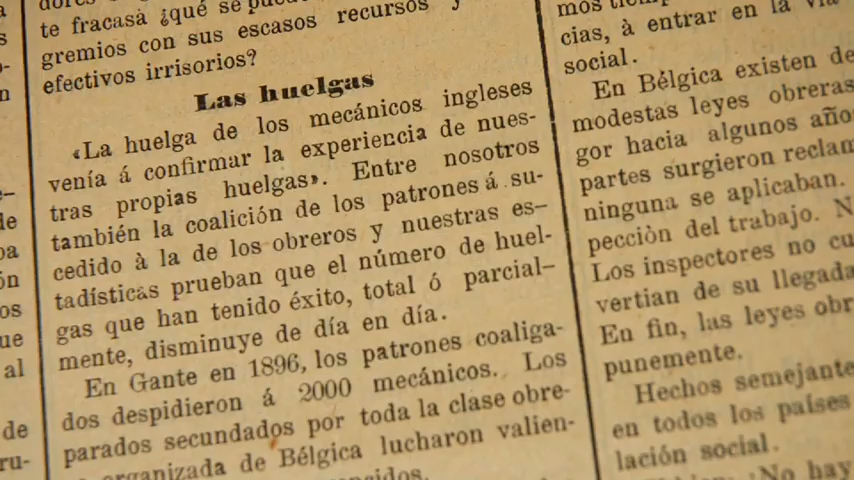 te fracasà ¿qué se
gremios con sus escasos recursos y
efectivos irrisorios?
Las huelgas
«La huelga de los mecánicos ingleses
venía á confirmar la experiencia de nues-
tras propias huelgas». Entre nosotros
también la coalición de los patrones á su-
cedido à la de los obreros y nuestras es-
tadísticas prueban que el número de huel-
gas que han tenido éxito, total ó parcial-
mente, disminuye de día en día.
En Gante en 1896, los patrones coaliga-
dos despidieron á 2000 mecánicos. Los
parados secundados por toda la clase obre-
organizada de Bélgica lucharon valien-
cias, à entrar en la
social.
En Bélgica existen de
modestas leyes obreras
gor hacia algunos año
partes surgieron reclam
ninguna se aplicaban.
pecciòn del trabajo. N
Los inspectores no cu
vertian de su llegada
En fin, las leyes obr
punemente.
Hechos semejante
en todos los países
lación social.
¿No hay